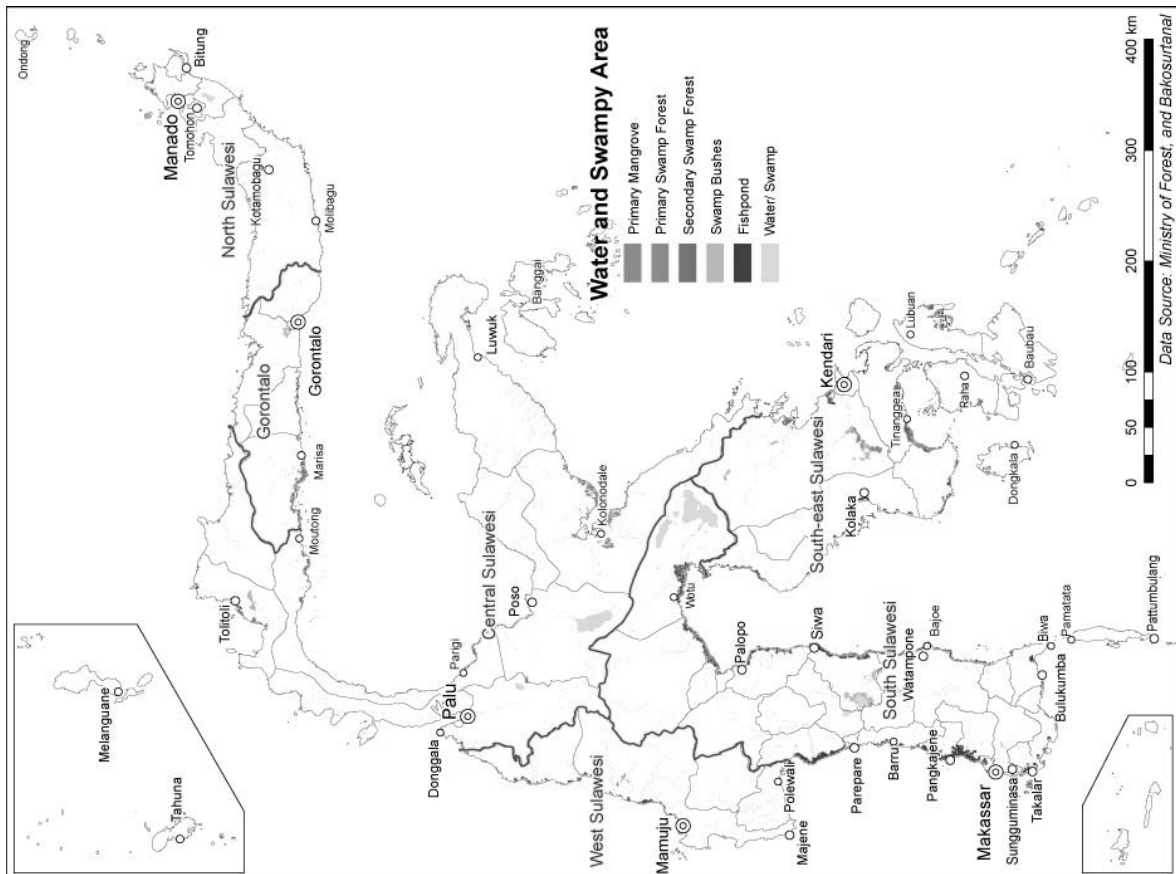 Ondong
Bitung
Manado
Tomohon
North Sulawesi
Kotamobagu
Molibagu
Gorontalo
Gorontalo
Marisa
Moutong
Tolitoli
Melanguane
Tahuna
Luwuk
Banggai
Kolonodale
Central Sulawesi
Poso
Parigi
Palu
Donggala
West Sulawesi
Mamuju
Majene
Polewali
Wotu
Palopo
Siwa
South Sulawesi
Watampone
Bajoe
Parepare
Barru
Pangkajene
Makassar
Sungguminasa
Takalar
Bulukumba
Biwa
Pamatata
Pattumbulang
South-east Sulawesi
Kolaka
Kendari
Tinanggea
Lubuan
Raha
Baubau
Dongkala
Water and Swampy Area
Primary Mangrove
Primary Swamp Forest
Secondary Swamp Forest
Swamp Bushes
Fishpond
Water/ Swamp
0 50 100 200 300 400 km
Data Source: Ministry of Forest, and Bakosurtanal